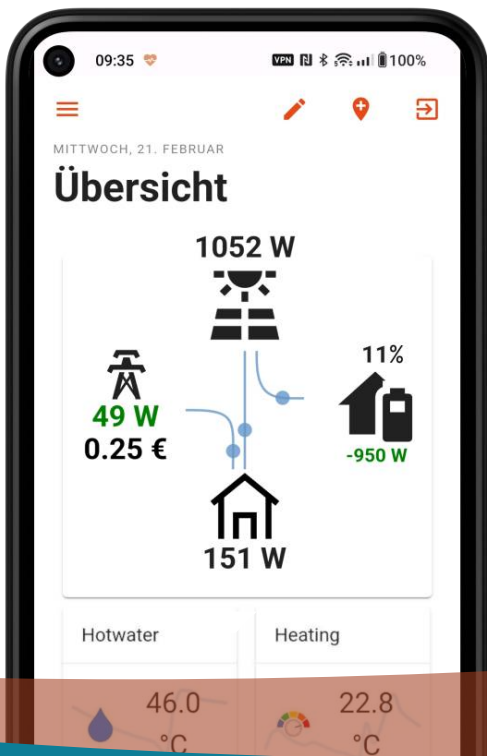 09:35 VPN 100%
MITTWOCH, 21. FEBRUAR
Übersicht
1052 W
11%
49 W
0.25 €
-950 W
151 W
Hotwater Heating
46.0 22.8
°C °C